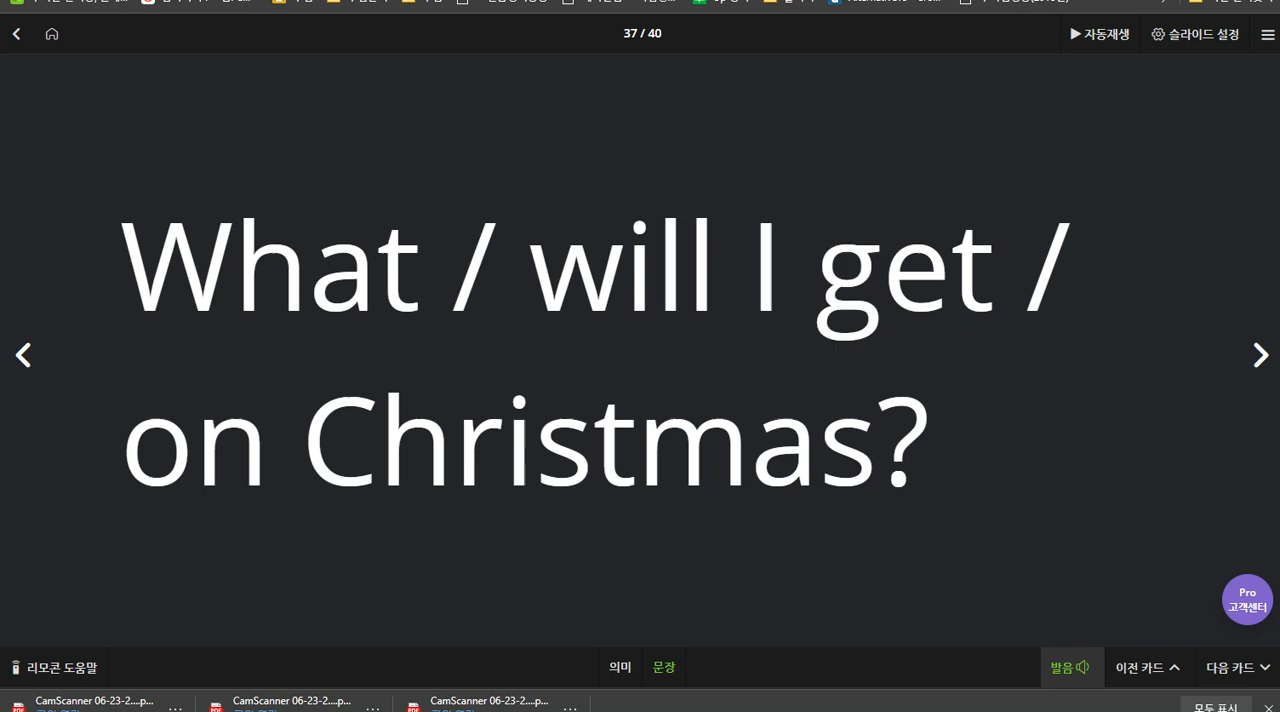 37 / 40
자동재생
슬라이드 설정
What / will I get /
on Christmas?
Pro
고객센터
리모콘 도움말
의미
문장
발음
이전 카드
다음 카드
CamScanner 06-23-2....p...
CamScanner 06-23-2....p...
CamScanner 06-23-2....p...
모두 표시